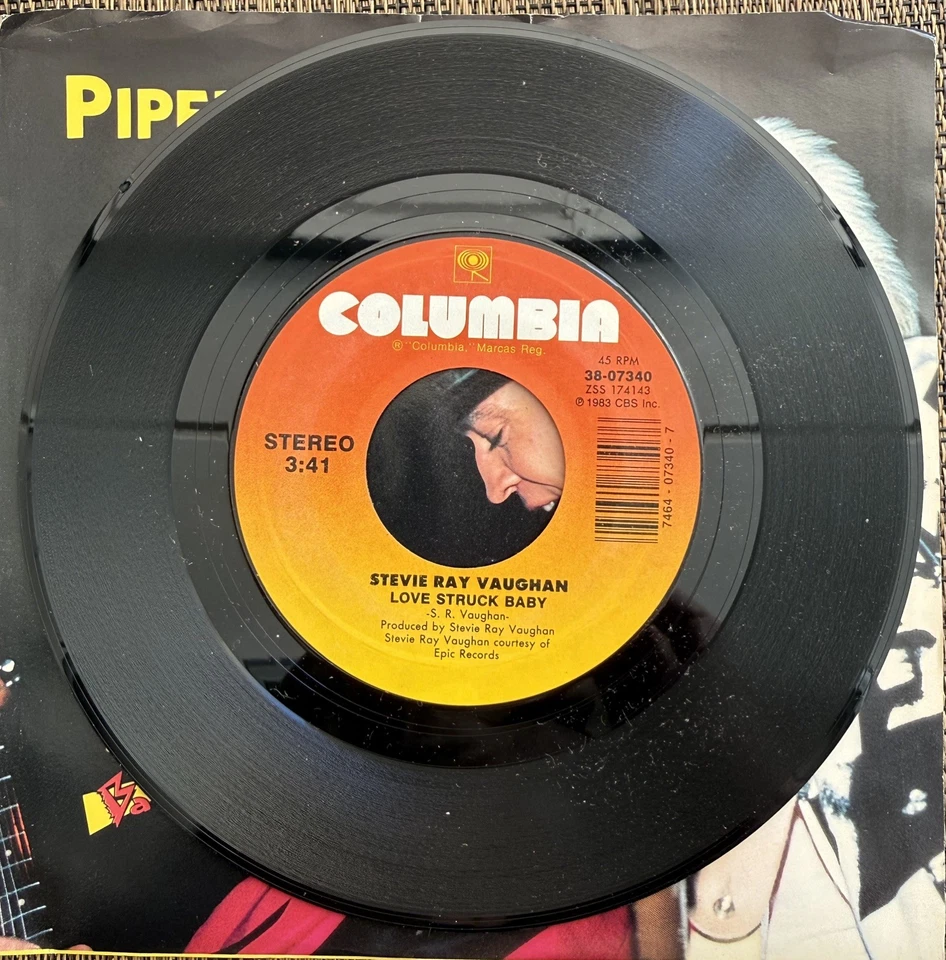 PIPE
COLUMBIA
® "Columbia," Marcas Reg.
45 RPM
38-07340
ZSS 174143
℗ 1983 CBS Inc.
STEREO
3:41
7464-07340-7
STEVIE RAY VAUGHAN
LOVE STRUCK BABY
-S. R. Vaughan-
Produced by Stevie Ray Vaughan
Stevie Ray Vaughan courtesy of
Epic Records
Ba